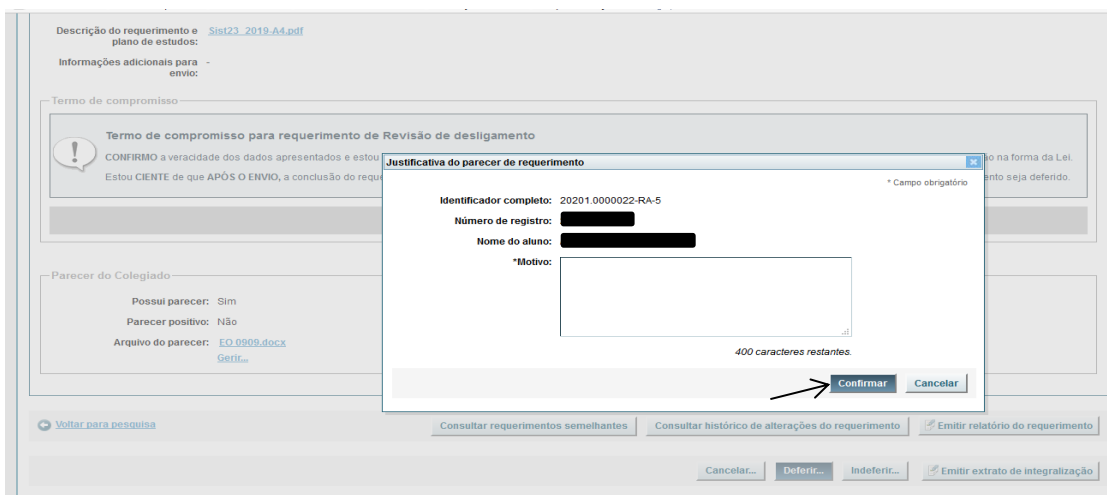 Descrição do requerimento e plano de estudos: Sist23_2019-A4.pdf
Informações adicionais para envio: -
Termo de compromisso
Termo de compromisso para requerimento de Revisão de desligamento
CONFIRMO a veracidade dos dados apresentados e estou
ão na forma da Lei.
Estou CIENTE de que APÓS O ENVIO, a conclusão do reque
ento seja deferido.
Parecer do Colegiado
Possui parecer: Sim
Parecer positivo: Não
Arquivo do parecer: EO 0909.docx
Gerir...
Justificativa do parecer de requerimento
* Campo obrigatório
Identificador completo: 20201.0000022-RA-5
Número de registro:
Nome do aluno:
*Motivo:
400 caracteres restantes.
Confirmar Cancelar
Voltar para pesquisa Consultar requerimentos semelhantes Consultar histórico de alterações do requerimento Emitir relatório do requerimento
Cancelar... Deferir... Indeferir... Emitir extrato de integralização